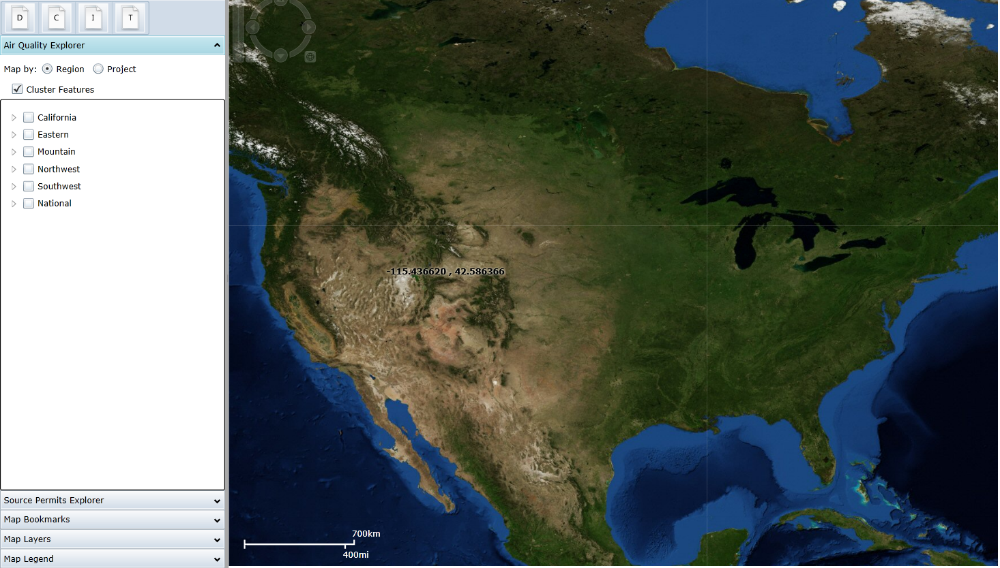 D C I T
Air Quality Explorer
Map by: Region Project
Cluster Features
California
Eastern
Mountain
Northwest
Southwest
National
-115.436620 , 42.586366
Source Permits Explorer
Map Bookmarks
Map Layers
Map Legend
700km
400mi